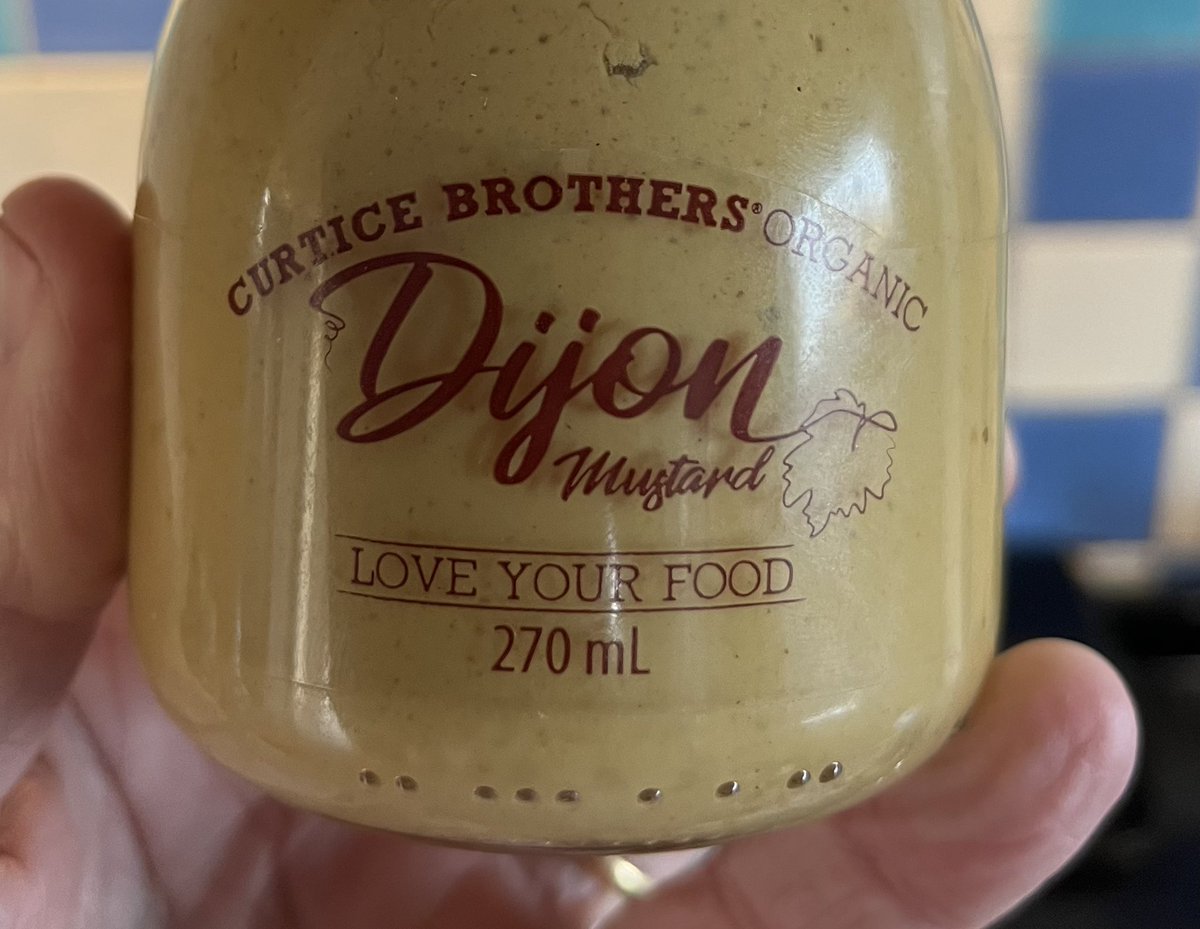 CURTICE BROTHERS® ORGANIC
Dijon
Mustard
LOVE YOUR FOOD
270 mL